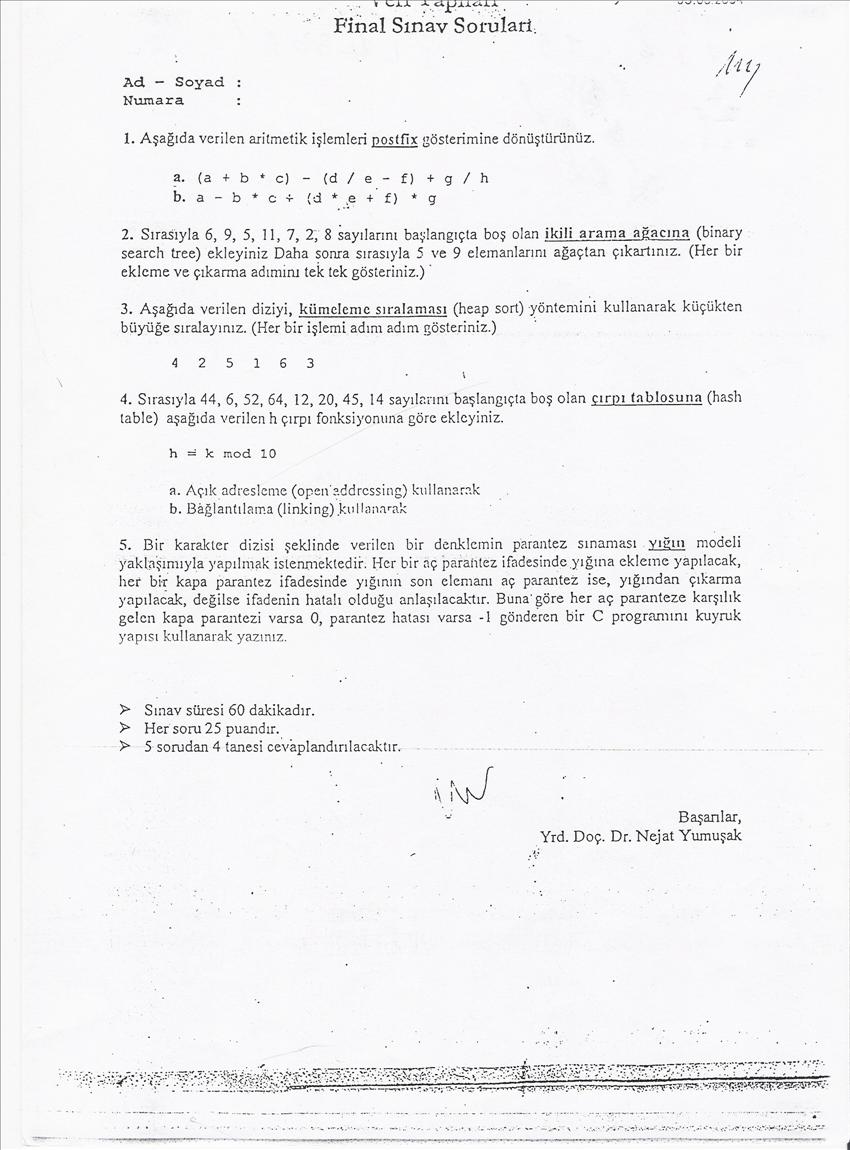 Final Sınav Soruları
Ad - Soyad :
Numara :
1. Aşağıda verilen aritmetik işlemleri postfix gösterimine dönüştürünüz.
a. (a + b * c) - (d / e - f) + g / h
b. a - b * c ÷ (d * e + f) * g
2. Sırasıyla 6, 9, 5, 11, 7, 2, 8 sayılarını başlangıçta boş olan ikili arama ağacına (binary
search tree) ekleyiniz Daha sonra sırasıyla 5 ve 9 elemanlarını ağaçtan çıkartınız. (Her bir
ekleme ve çıkarma adımını tek tek gösteriniz.)
3. Aşağıda verilen diziyi, kümeleme sıralaması (heap sort) yöntemini kullanarak küçükten
büyüğe sıralayınız. (Her bir işlemi adım adım gösteriniz.)
4 2 5 1 6 3
4. Sırasıyla 44, 6, 52, 64, 12, 20, 45, 14 sayılarını başlangıçta boş olan çırpı tablosuna (hash
table) aşağıda verilen h çırpı fonksiyonuna göre ekleyiniz.
h = k mod 10
a. Açık adresleme (open addressing) kullanarak
b. Bağlantılama (linking) kullanarak
5. Bir karakter dizisi şeklinde verilen bir denklemin parantez sınaması yığın modeli
yaklaşımıyla yapılmak istenmektedir. Her bir aç parantez ifadesinde yığına ekleme yapılacak,
her bir kapa parantez ifadesinde yığının son elemanı aç parantez ise, yığından çıkarma
yapılacak, değilse ifadenin hatalı olduğu anlaşılacaktır. Buna göre her aç paranteze karşılık
gelen kapa parantezi varsa 0, parantez hatası varsa -1 gönderen bir C programını kuyruk
yapısı kullanarak yazınız.
➢ Sınav süresi 60 dakikadır.
➢ Her soru 25 puandır.
➢ 5 sorudan 4 tanesi cevaplandırılacaktır.
Başarılar,
Yrd. Doç. Dr. Nejat Yumuşak